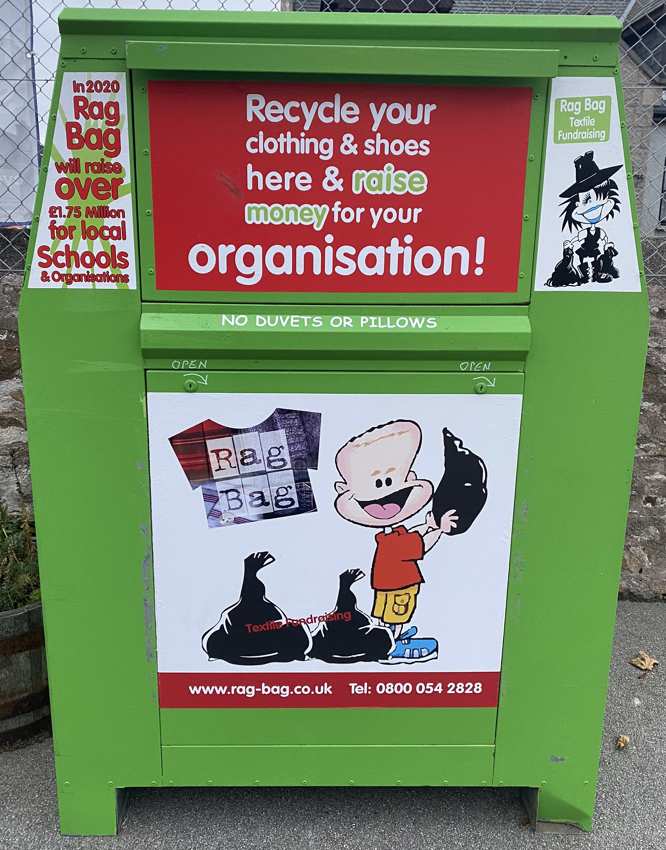 In 2020
Rag
Bag
will raise
over
£1.75 Million
for local
Schools
& Organisations
Recycle your
clothing & shoes
here & raise
money for your
organisation!
Rag Bag
Textile
Fundraising
NO DUVETS OR PILLOWS
OPEN
OPEN
Rag
Bag
Textile Fundraising
www.rag-bag.co.uk Tel: 0800 054 2828